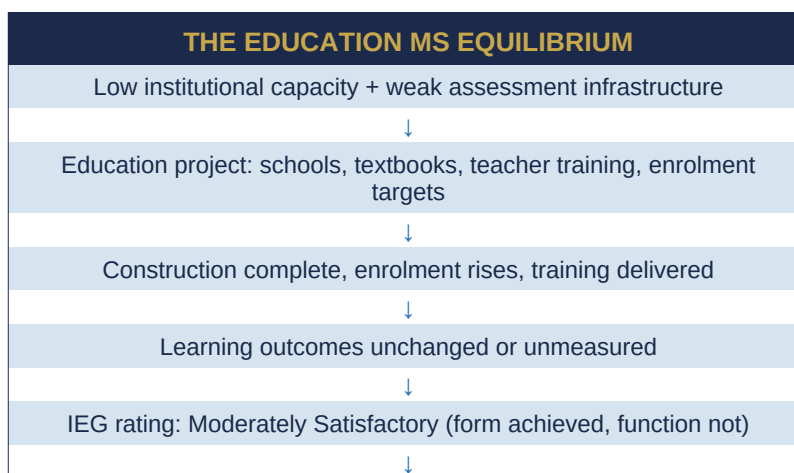 THE EDUCATION MS EQUILIBRIUM
Low institutional capacity + weak assessment infrastructure
↓
Education project: schools, textbooks, teacher training, enrolment
targets
↓
Construction complete, enrolment rises, training delivered
↓
Learning outcomes unchanged or unmeasured
↓
IEG rating: Moderately Satisfactory (form achieved, function not)
↓